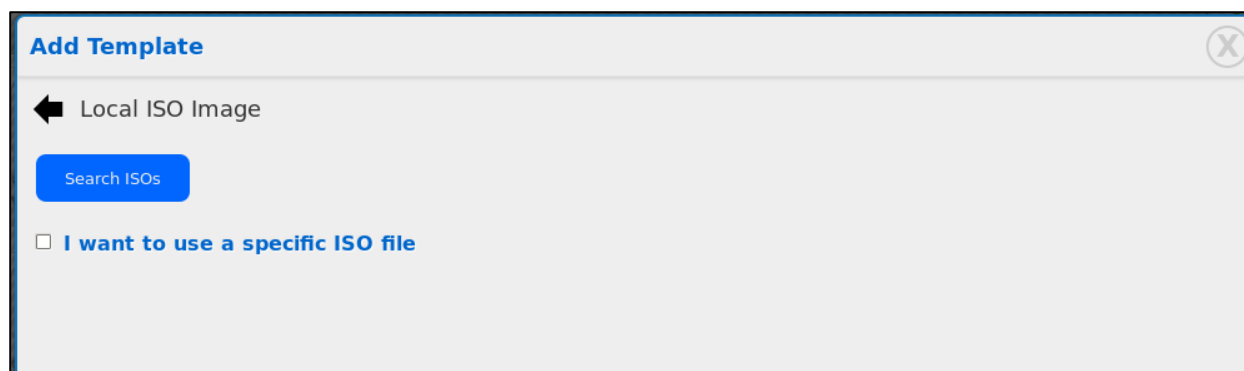 Add Template
X
Local ISO Image
Search ISOs
I want to use a specific ISO file